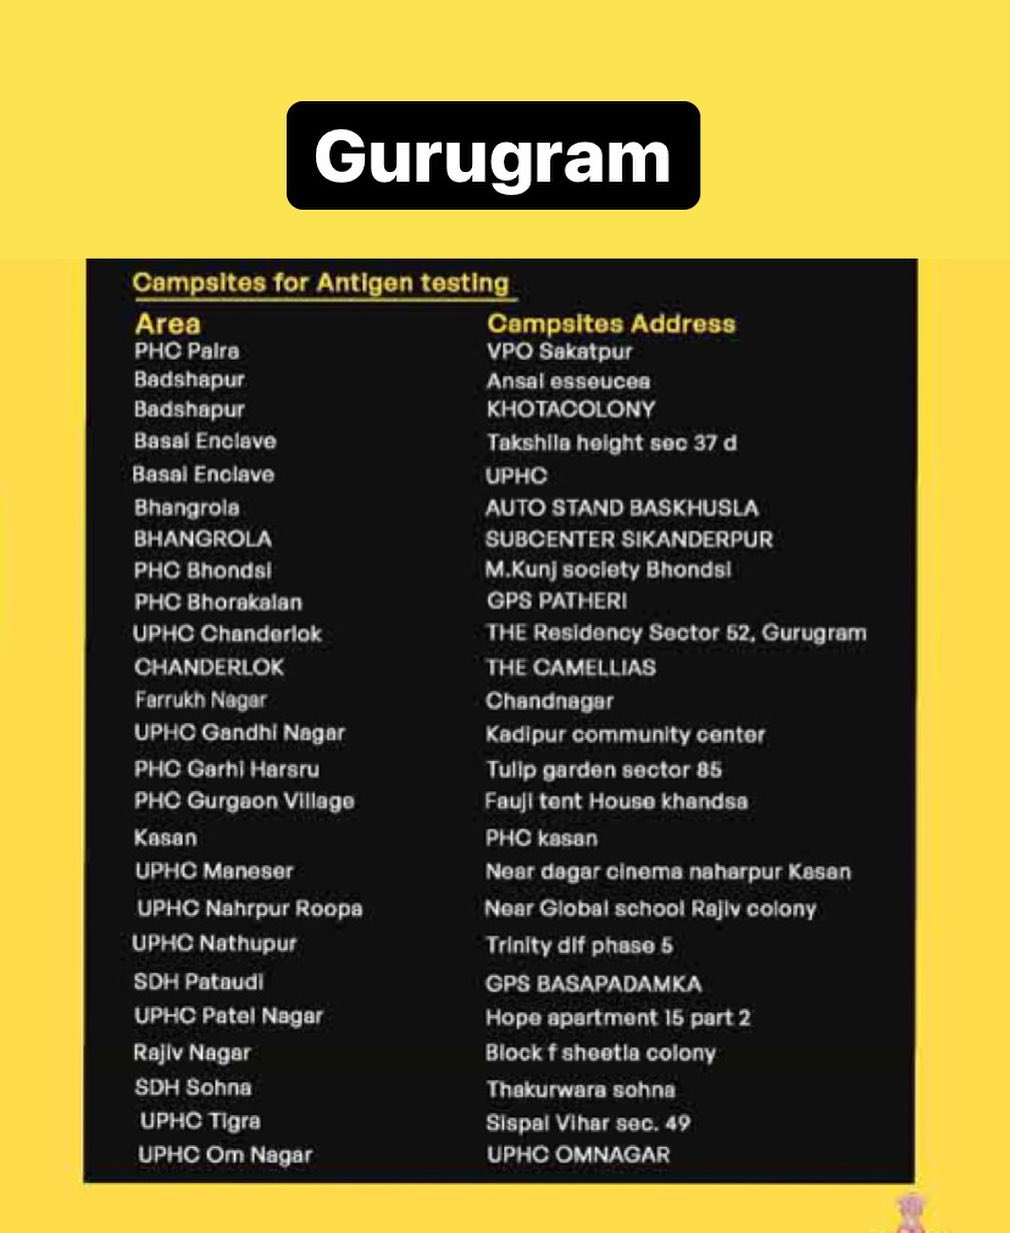 Gurugram
Campsites for Antigen testing
Area Campsites Address
PHC Palra VPO Sakatpur
Badshapur Ansal esseucea
Badshapur KHOTACOLONY
Basai Enclave Takshila height sec 37 d
Basai Enclave UPHC
Bhangrola AUTO STAND BASKHUSLA
BHANGROLA SUBCENTER SIKANDERPUR
PHC Bhondsi M.Kunj society Bhondsi
PHC Bhorakalan GPS PATHERI
UPHC Chanderlok THE Residency Sector 52, Gurugram
CHANDERLOK THE CAMELLIAS
Farrukh Nagar Chandnagar
UPHC Gandhi Nagar Kadipur community center
PHC Garhi Harsru Tulip garden sector 85
PHC Gurgaon Village Fauji tent House khandsa
Kasan PHC kasan
UPHC Maneser Near dagar cinema naharpur Kasan
UPHC Nahrpur Roopa Near Global school Rajiv colony
UPHC Nathupur Trinity dlf phase 5
SDH Pataudi GPS BASAPADAMKA
UPHC Patel Nagar Hope apartment 15 part 2
Rajiv Nagar Block f sheetla colony
SDH Sohna Thakurwara sohna
UPHC Tigra Sispal Vihar sec. 49
UPHC Om Nagar UPHC OMNAGAR